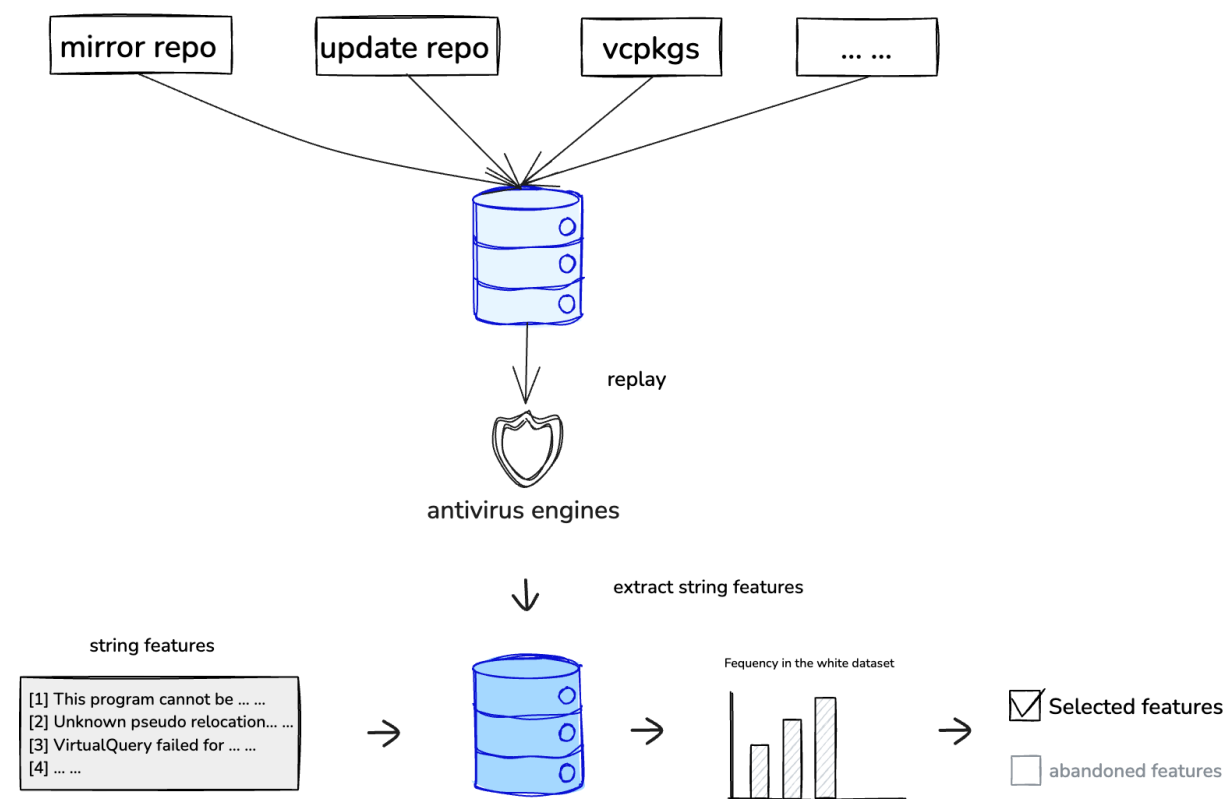 mirror repo
update repo
vcpkgs
... ...
replay
antivirus engines
extract string features
string features
[1] This program cannot be ... ...
[2] Unknown pseudo relocation... ...
[3] VirtualQuery failed for ... ...
[4] ... ...
Fequency in the white dataset
Selected features
abandoned features